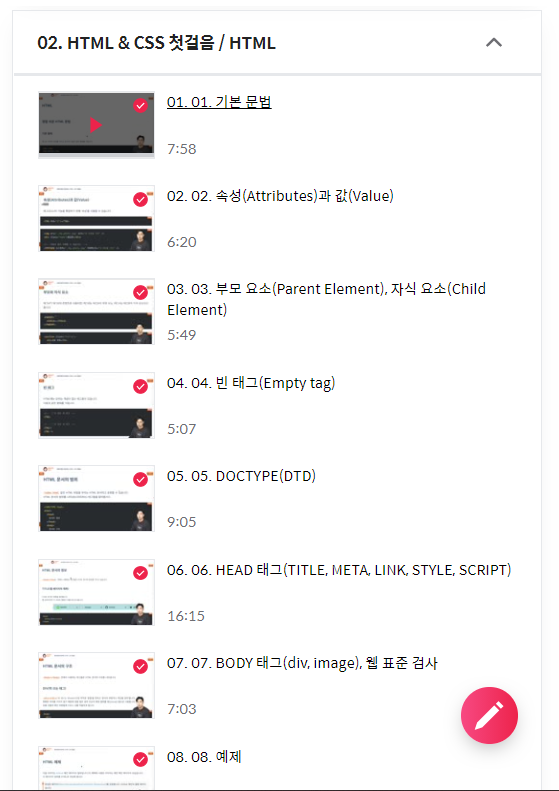 02. HTML & CSS 첫걸음 / HTML
01. 01. 기본 문법
7:58
02. 02. 속성(Attributes)과 값(Value)
6:20
03. 03. 부모 요소(Parent Element), 자식 요소(Child
Element)
5:49
04. 04. 빈 태그(Empty tag)
5:07
05. 05. DOCTYPE(DTD)
9:05
06. 06. HEAD 태그(TITLE, META, LINK, STYLE, SCRIPT)
16:15
07. 07. BODY 태그(div, image), 웹 표준 검사
7:03
08. 08. 예제